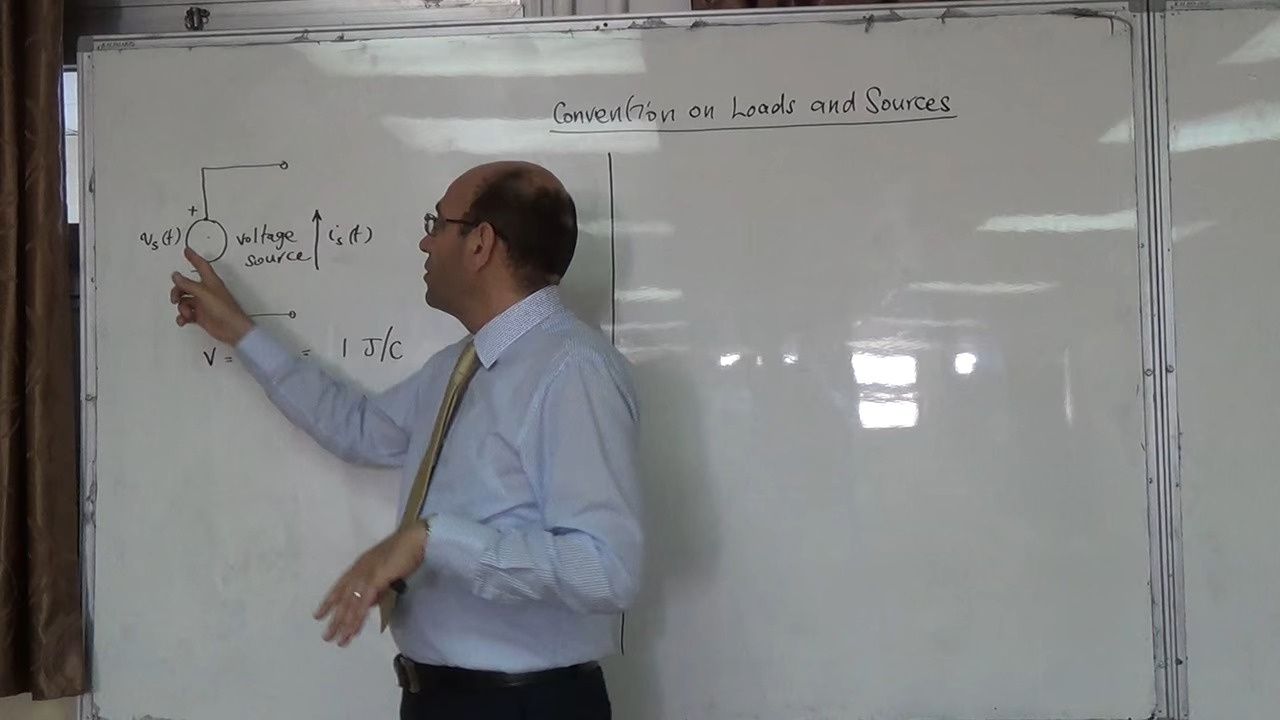 Convention on Loads and Sources
+
vs(t) voltage source is(t)
V = = 1 J/C